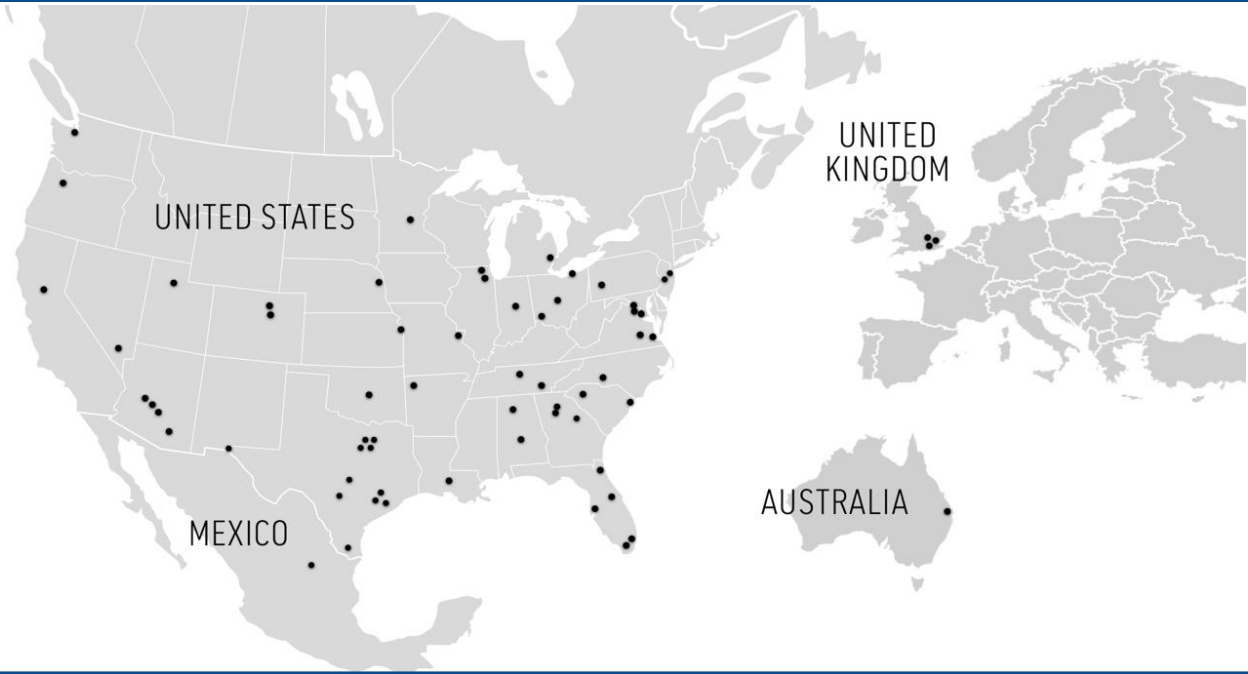 UNITED
KINGDOM
UNITED STATES
AUSTRALIA
MEXICO